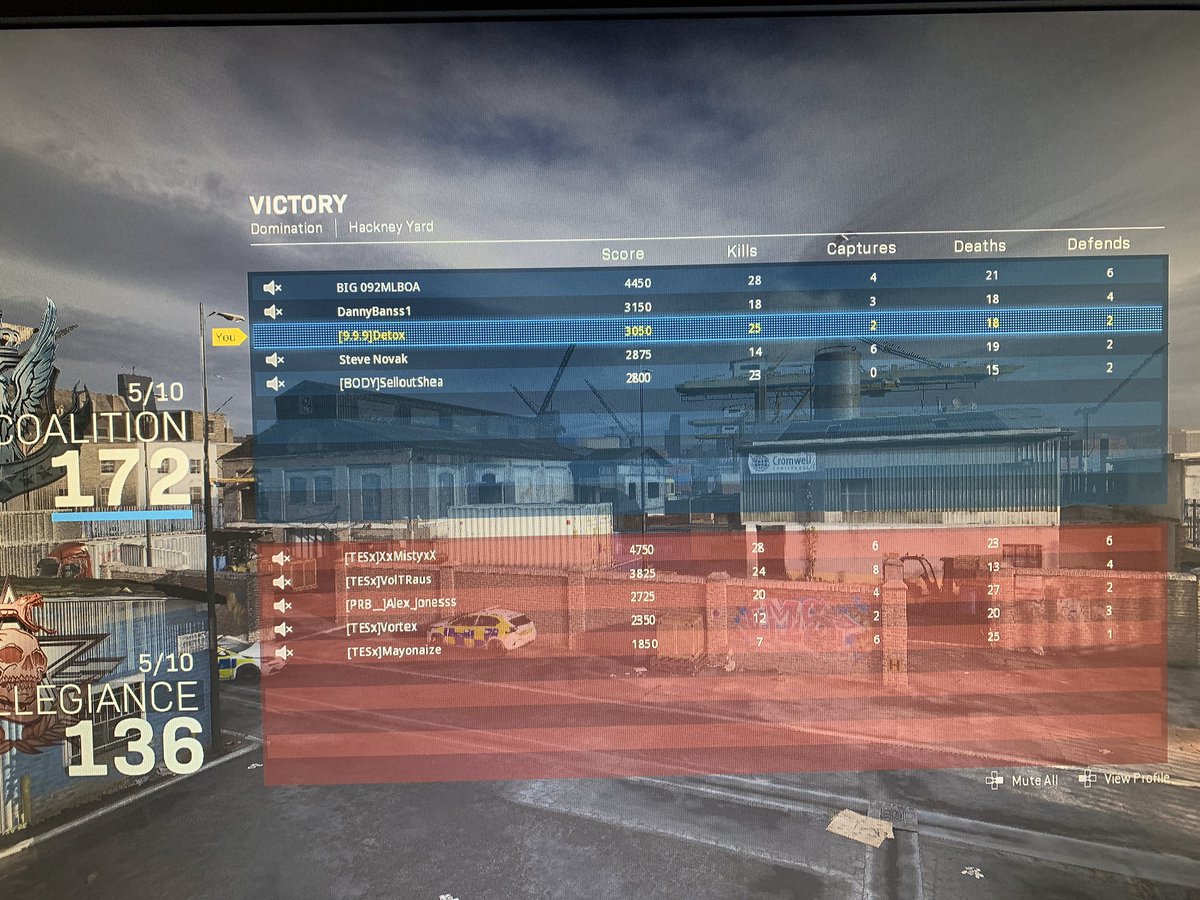 VICTORY
Domination | Hackney Yard
Score Kills Captures Deaths Defends
BIG 092MLBOA 4450 28 4 21 6
DannyBanss1 3150 18 3 18 4
You [9.9.9]Detox 3050 25 2 18 2
Steve Novak 2875 14 6 19 2
[BODY]SelloutShea 2800 23 0 15 2
5/10
COALITION
172
Cromwell
[TESx]XxMistyxX 4750 28 6 23 6
[TESx]VolTRaus 3825 24 8 13 4
[PRB__]Alex_Jonesss 2725 20 4 27 2
[TESx]Vortex 2350 12 2 20 3
[TESx]Mayonaize 1850 7 6 25 1
5/10
LLEGIANCE
136
H
Mute All View Profile